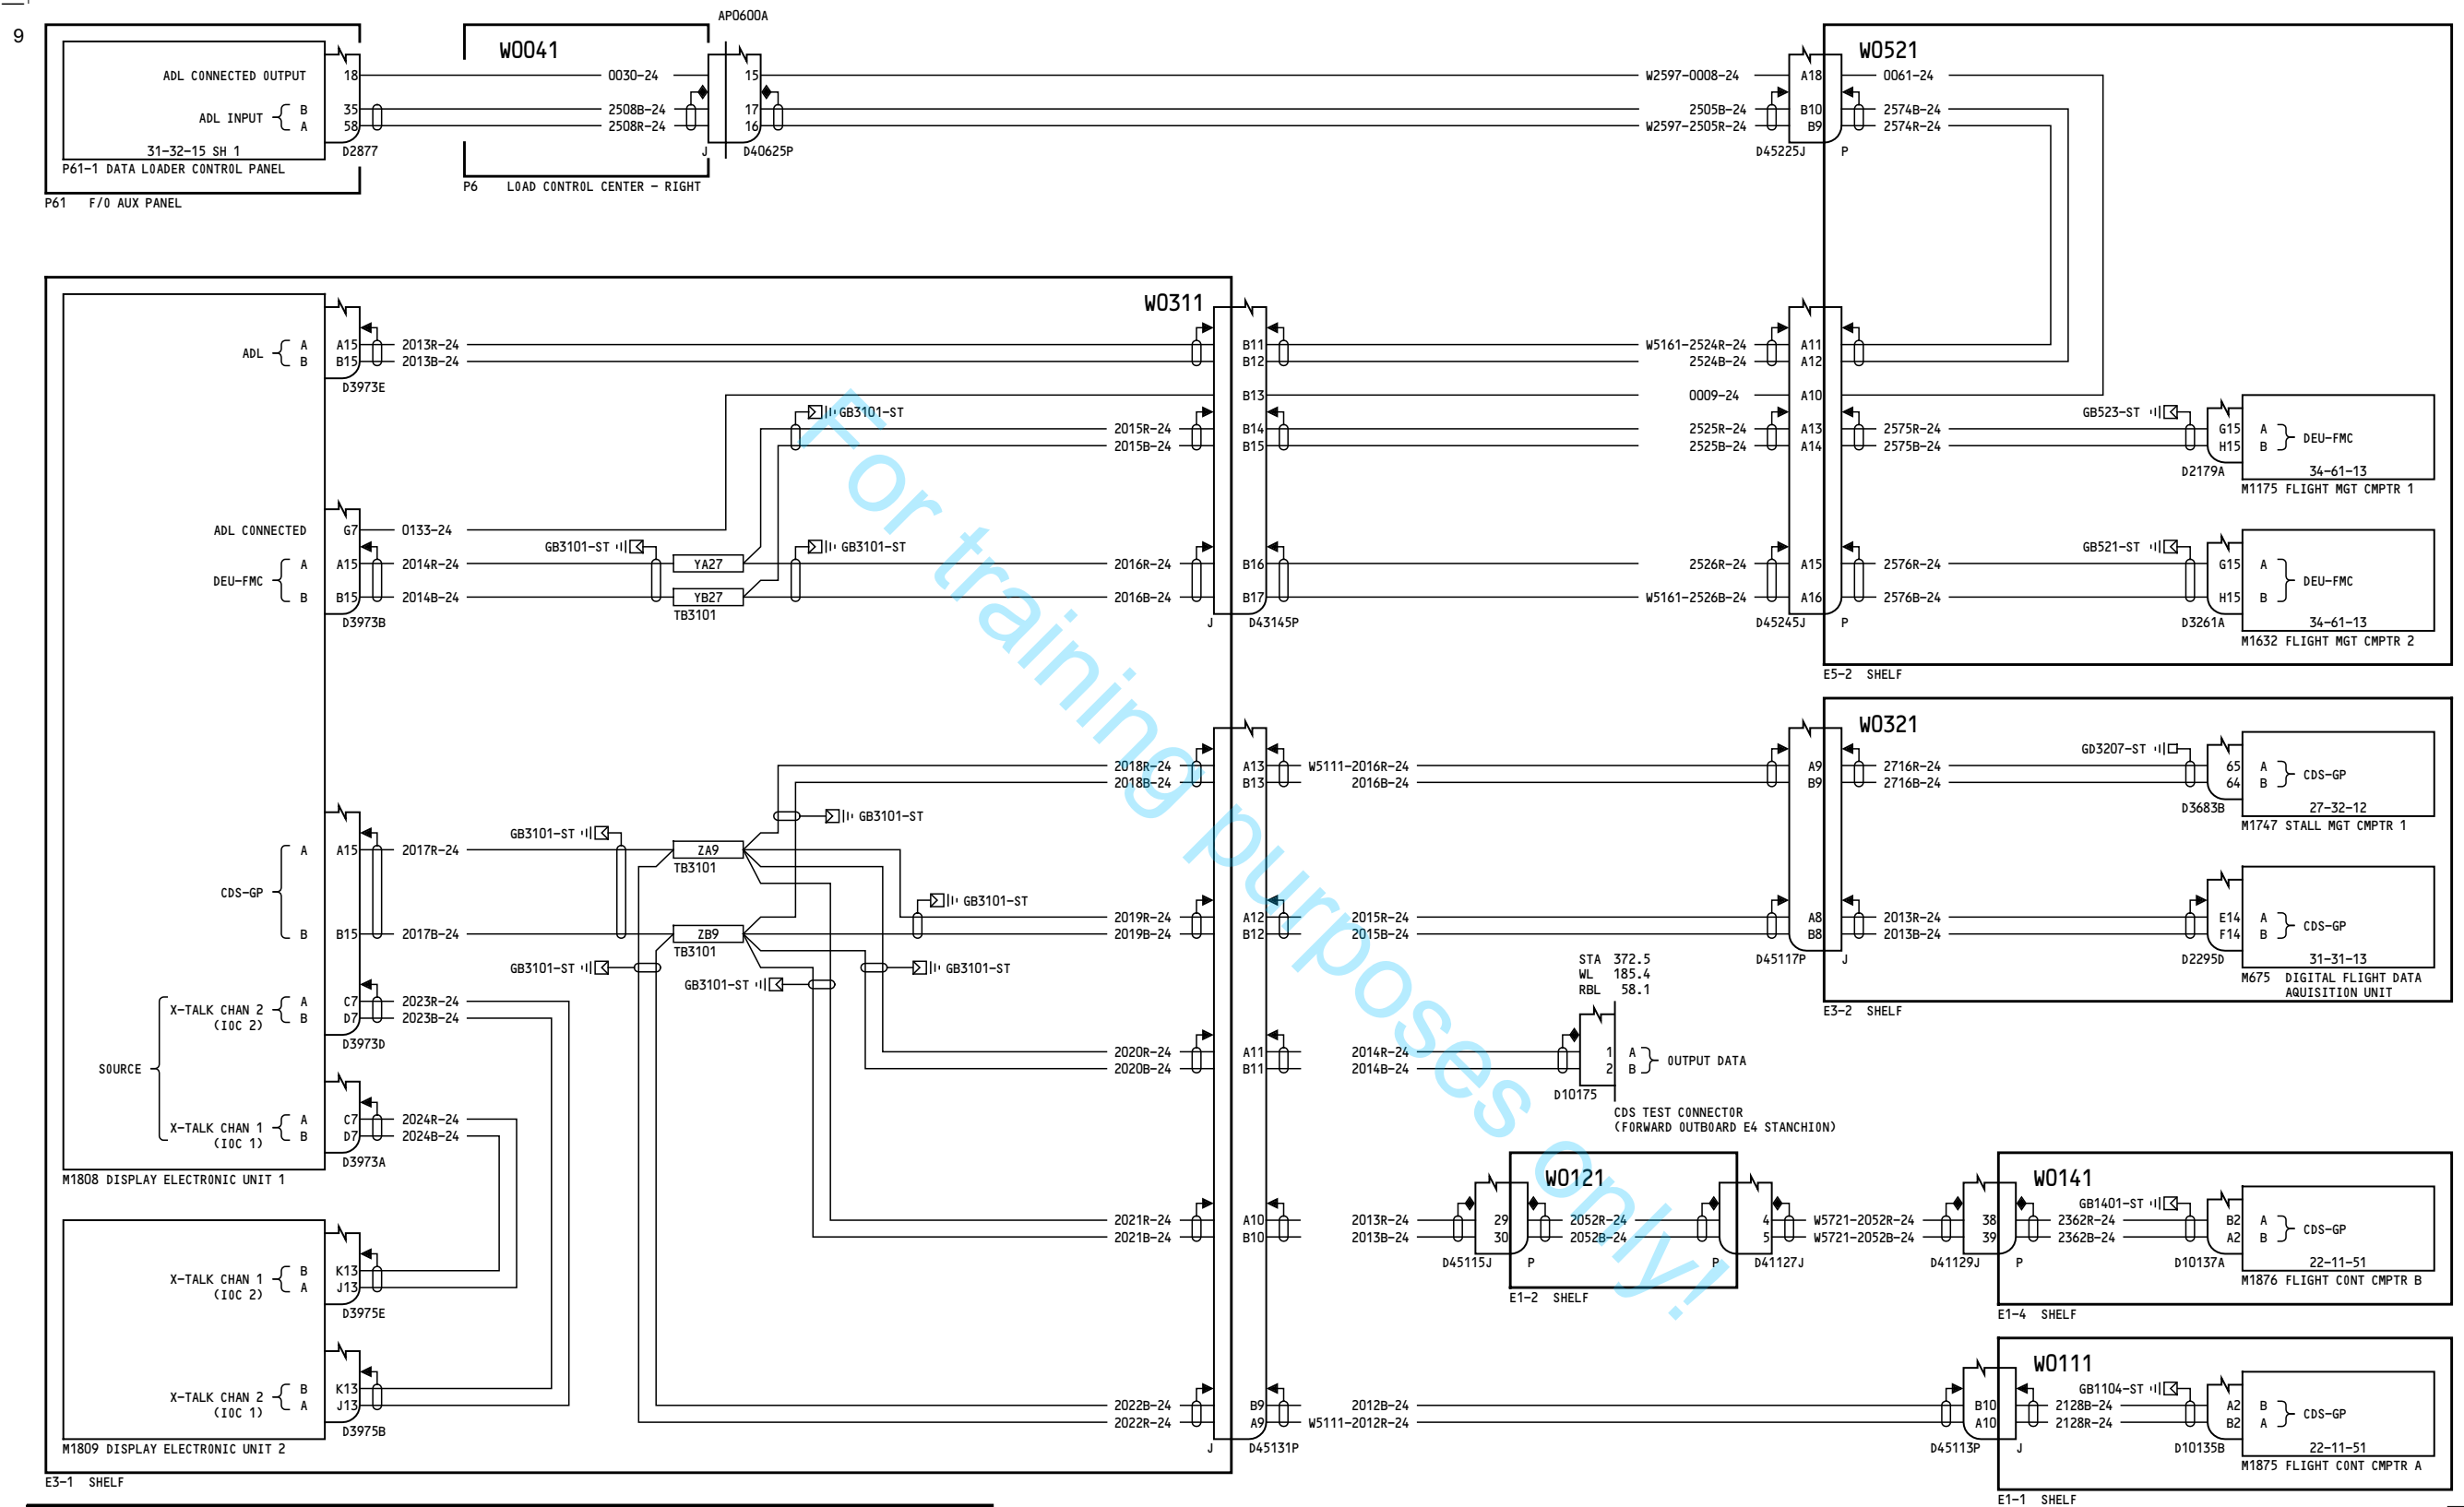 9
AP0600A
W0041
W0521
ADL CONNECTED OUTPUT 18 0030-24 15 W2597-0008-24 A18 0061-24
ADL INPUT B 35 2508B-24 17 2505B-24 B10 2574B-24
A 58 2508R-24 16 W2597-2505R-24 B9 2574R-24
31-32-15 SH 1 D2877 J D40625P D45225J P
P61-1 DATA LOADER CONTROL PANEL
P6 LOAD CONTROL CENTER - RIGHT
P61 F/O AUX PANEL
W0311
ADL A A15 2013R-24 B11 W5161-2524R-24 A11
B B15 2013B-24 B12 2524B-24 A12
D3973E
B13 0009-24 A10
GB3101-ST GB523-ST
2015R-24 B14 2525R-24 A13 2575R-24 G15 A
2015B-24 B15 2525B-24 A14 2575B-24 H15 B DEU-FMC
D2179A 34-61-13
M1175 FLIGHT MGT CMPTR 1
ADL CONNECTED G7 0133-24
GB3101-ST GB3101-ST GB521-ST
DEU-FMC A A15 2014R-24 YA27 2016R-24 B16 2526R-24 A15 2576R-24 G15 A
DEU-FMC
B B15 2014B-24 YB27 2016B-24 B17 W5161-2526B-24 A16 2576B-24 H15 B
D3973B TB3101 J D43145P D45245J P D3261A 34-61-13
M1632 FLIGHT MGT CMPTR 2
E5-2 SHELF
W0321
GD3207-ST
2018R-24 A13 W5111-2016R-24 A9 2716R-24 65 A
2018B-24 B13 2016B-24 B9 2716B-24 64 B CDS-GP
D3683B 27-32-12
M1747 STALL MGT CMPTR 1
GB3101-ST
GB3101-ST
CDS-GP A A15 2017R-24 ZA9
TB3101
GB3101-ST
2019R-24 A12 2015R-24 A8 2013R-24 E14 A
B B15 2017B-24 ZB9 2019B-24 B12 2015B-24 B8 2013B-24 F14 B CDS-GP
TB3101
D45117P J D2295D 31-31-13
M675 DIGITAL FLIGHT DATA
AQUISITION UNIT
E3-2 SHELF
GB3101-ST GB3101-ST
GB3101-ST
STA 372.5
WL 185.4
RBL 58.1
SOURCE
X-TALK CHAN 2 A C7 2023R-24
(IOC 2) B D7 2023B-24
D3973D
2020R-24 A11 2014R-24 1 A
2020B-24 B11 2014B-24 2 B OUTPUT DATA
D10175
CDS TEST CONNECTOR
(FORWARD OUTBOARD E4 STANCHION)
X-TALK CHAN 1 A C7 2024R-24
(IOC 1) B D7 2024B-24
D3973A
M1808 DISPLAY ELECTRONIC UNIT 1
W0121
W0141
GB1401-ST
2021R-24 A10 2013R-24 29 2052R-24 4 W5721-2052R-24 38 2362R-24 B2 A
2021B-24 B10 2013B-24 30 2052B-24 5 W5721-2052B-24 39 2362B-24 A2 B CDS-GP
D45115J P P D41127J D41129J P D10137A 22-11-51
M1876 FLIGHT CONT CMPTR B
E1-2 SHELF
E1-4 SHELF
X-TALK CHAN 1 B K13
(IOC 2) A J13
D3975E
W0111
GB1104-ST
X-TALK CHAN 2 B K13
(IOC 1) A J13
D3975B
2022B-24 B9 2012B-24 B10 2128B-24 A2 B
2022R-24 A9 W5111-2012R-24 A10 2128R-24 B2 A CDS-GP
J D45131P D45113P J D10135B 22-11-51
M1809 DISPLAY ELECTRONIC UNIT 2
M1875 FLIGHT CONT CMPTR A
E3-1 SHELF
E1-1 SHELF
For training purposes only!